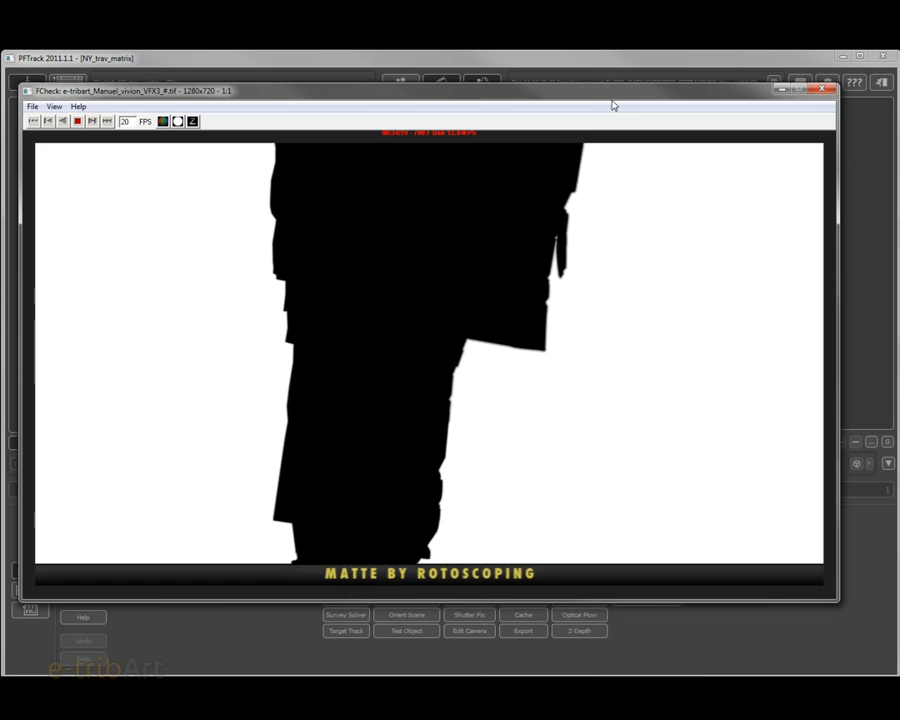 PFTrack 2011.1.1 - [NY_trav_matrix]
???
FCheck: e-tribart_Manuel_vivion_VFX3_#.tif - 1280x720 - 1:1
File View Help
20 FPS
Z
MATTE BY ROTOSCOPING
1
Help
Survey Solver Orient Scene Shutter Fix Cache Optical Flow
Target Track Test Object Edit Camera Export Z-Depth
Undo
e-tribArt